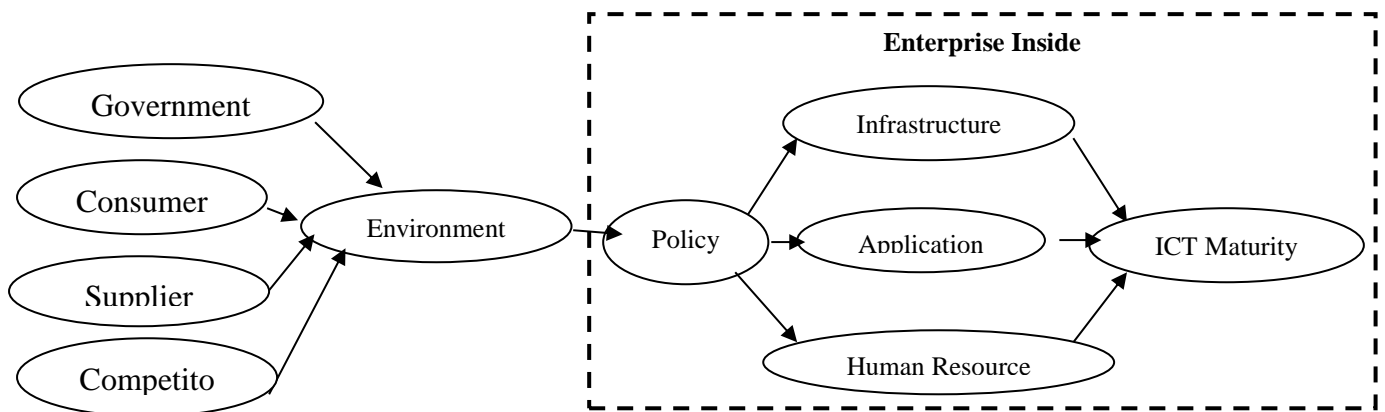 Enterprise Inside
Government
Consumer
Supplier
Competito
Environment
Policy
Infrastructure
Application
Human Resource
ICT Maturity